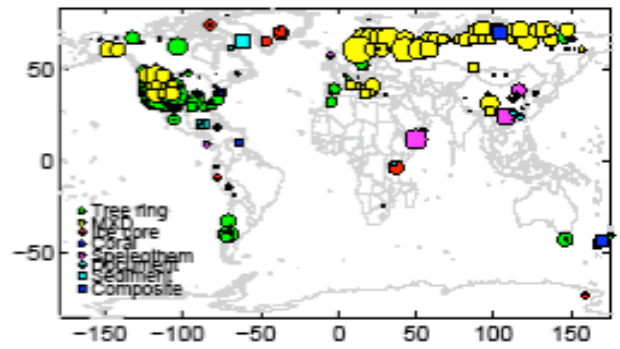 50
0
−50
Tree ring
MXD
Ice core
Coral
Speleothem
Document
Sediment
Composite
−150 −100 −50 0 50 100 150